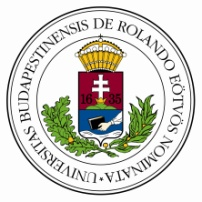 UNIVERSITAS BUDAPESTINENSIS DE ROLANDO EÖTVÖS NOMINATA
16 35